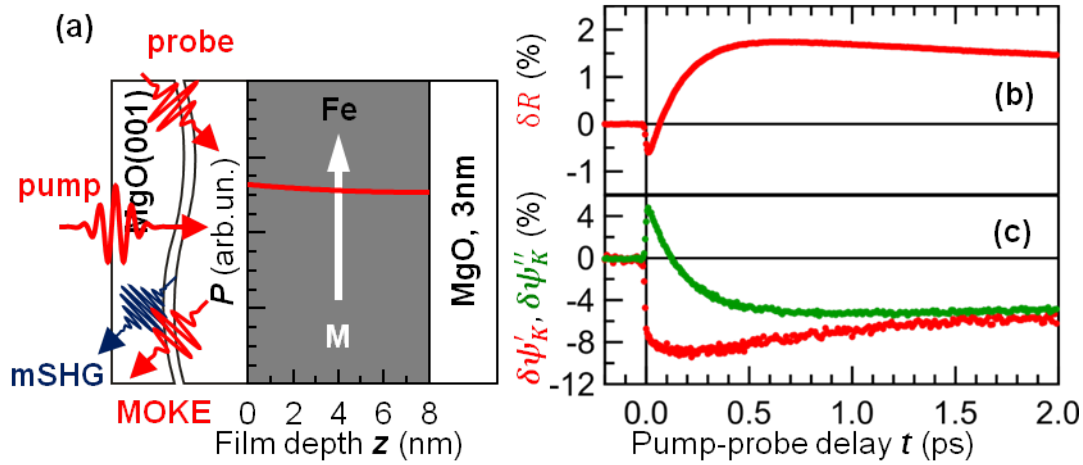 (a)
probe
MgO(001)
pump
mSHG
MOKE
P (arb.un.)
Fe
M
MgO, 3nm
0 2 4 6 8
Film depth z (nm)
δR (%)
2
1
0
-1
(b)
δψ′K, δψ″K (%)
4
0
-4
-8
-12
(c)
0.0 0.5 1.0 1.5 2.0
Pump-probe delay t (ps)